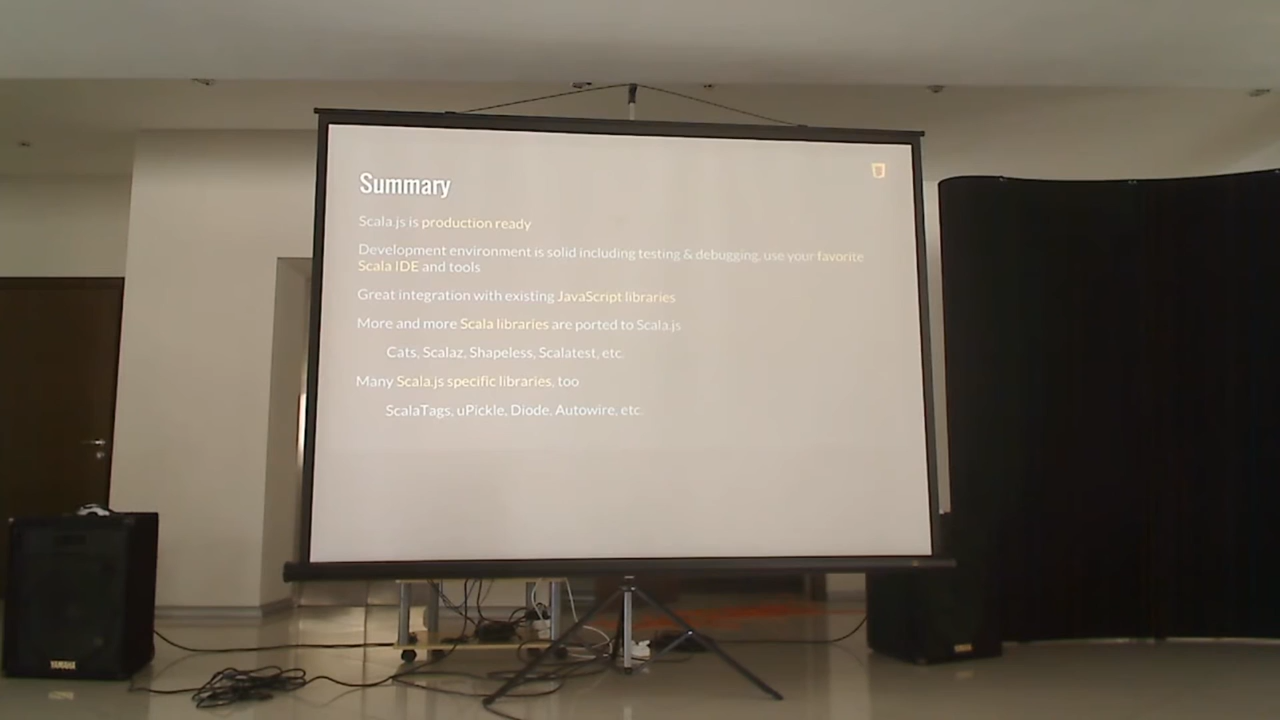 Summary
Scala.js is production ready
Development environment is solid including testing & debugging, use your favorite
Scala IDE and tools
Great integration with existing JavaScript libraries
More and more Scala libraries are ported to Scala.js
Cats, Scalaz, Shapeless, Scalatest, etc.
Many Scala.js specific libraries, too
ScalaTags, uPickle, Diode, Autowire, etc.
YAMAHA
YAMAHA